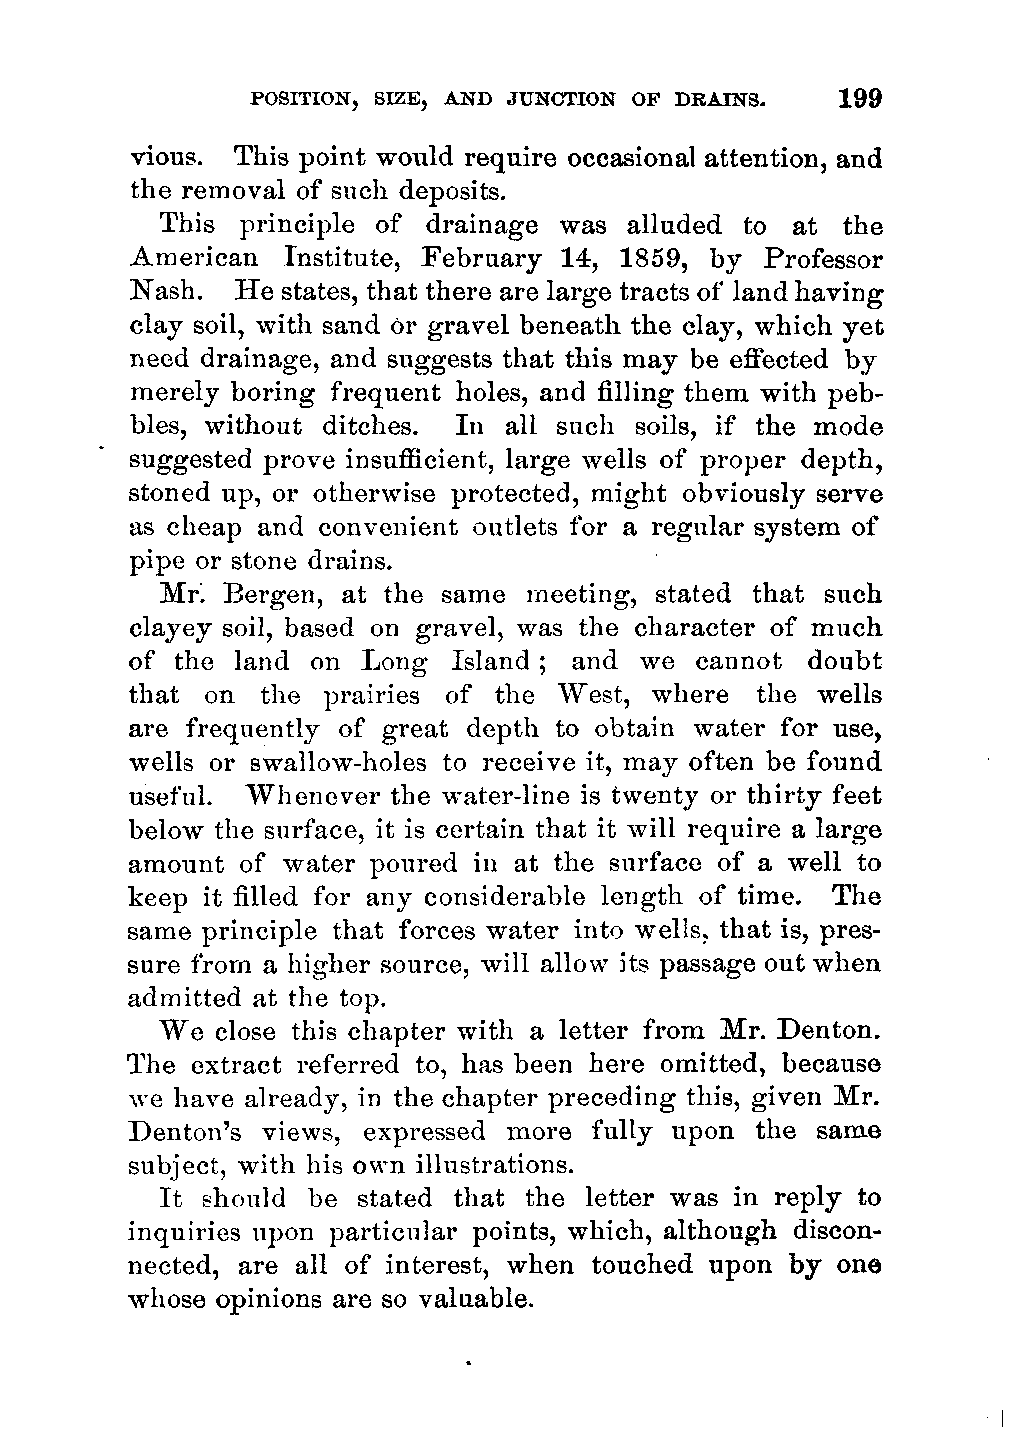 POSITION, SIZE, AND JUNCTION OF DRAINS. 199
vious. This point would require occasional attention, and
the removal of such deposits.
This principle of drainage was alluded to at the
American Institute, February 14, 1859, by Professor
Nash. He states, that there are large tracts of land having
clay soil, with sand or gravel beneath the clay, which yet
need drainage, and suggests that this may be effected by
merely boring frequent holes, and filling them with peb-
bles, without ditches. In all such soils, if the mode
suggested prove insufficient, large wells of proper depth,
stoned up, or otherwise protected, might obviously serve
as cheap and convenient outlets for a regular system of
pipe or stone drains.
Mr. Bergen, at the same meeting, stated that such
clayey soil, based on gravel, was the character of much
of the land on Long Island; and we cannot doubt
that on the prairies of the West, where the wells
are frequently of great depth to obtain water for use,
wells or swallow-holes to receive it, may often be found
useful. Whenever the water-line is twenty or thirty feet
below the surface, it is certain that it will require a large
amount of water poured in at the surface of a well to
keep it filled for any considerable length of time. The
same principle that forces water into wells, that is, pres-
sure from a higher source, will allow its passage out when
admitted at the top.
We close this chapter with a letter from Mr. Denton.
The extract referred to, has been here omitted, because
we have already, in the chapter preceding this, given Mr.
Denton's views, expressed more fully upon the same
subject, with his own illustrations.
It should be stated that the letter was in reply to
inquiries upon particular points, which, although discon-
nected, are all of interest, when touched upon by one
whose opinions are so valuable.